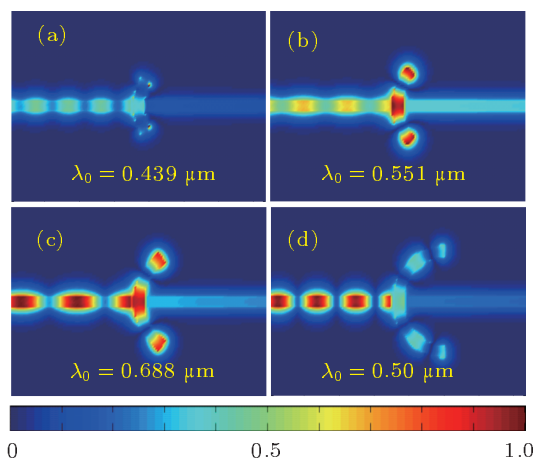 (a)
λ0 = 0.439 μm
(b)
λ0 = 0.551 μm
(c)
λ0 = 0.688 μm
(d)
λ0 = 0.50 μm
0 0.5 1.0